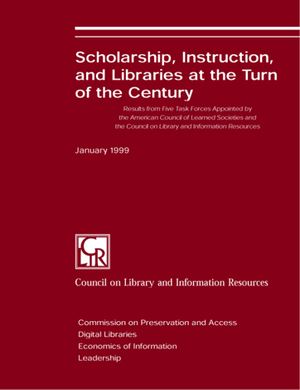 Scholarship, Instruction,
and Libraries at the Turn
of the Century
Results from Five Task Forces Appointed by
the American Council of Learned Societies and
the Council on Library and Information Resources
January 1999
CLIR
Council on Library and Information Resources
Commission on Preservation and Access
Digital Libraries
Economics of Information
Leadership